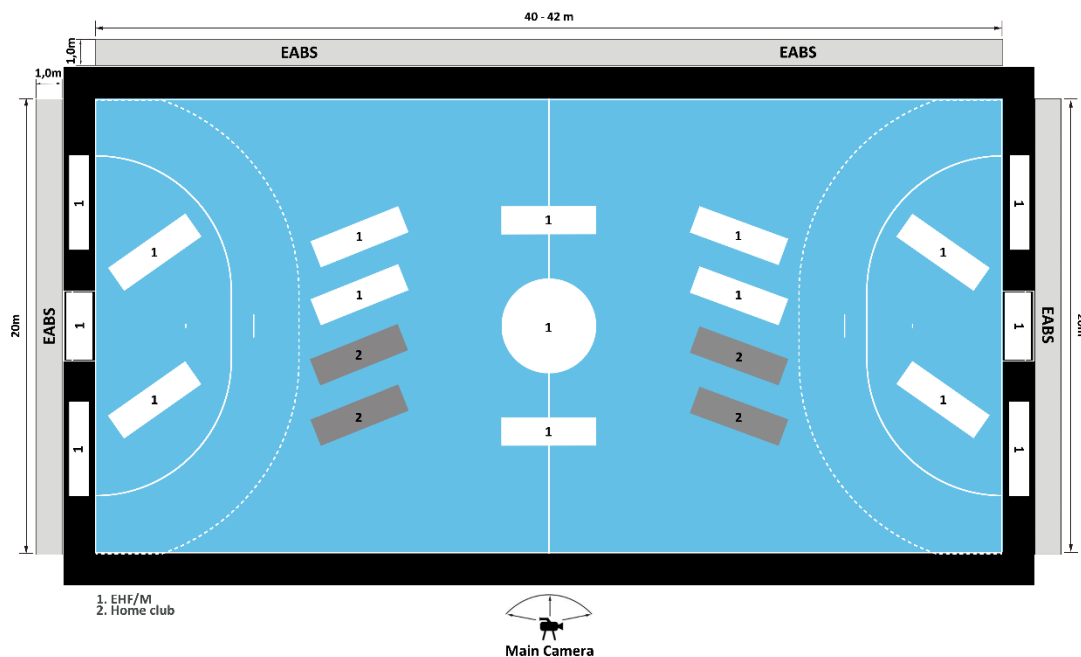 40 - 42 m
1,0m
EABS EABS
1,0m
1 1
1 1 1 1 1
1 1
20m EABS 1 1 1 EABS 20m
2 2
1 2 2 1
1 1 1
1. EHF/M
2. Home club
Main Camera